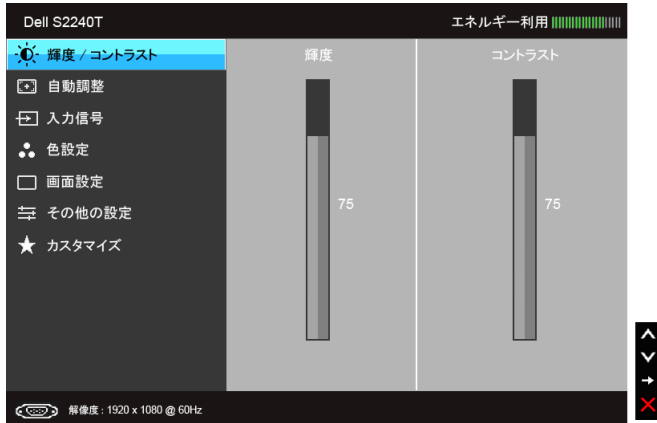 Dell S2240T
エネルギー利用
輝度 / コントラスト
輝度
コントラスト
自動調整
入力信号
色設定
画面設定
75
75
その他の設定
カスタマイズ
解像度 : 1920 x 1080 @ 60Hz